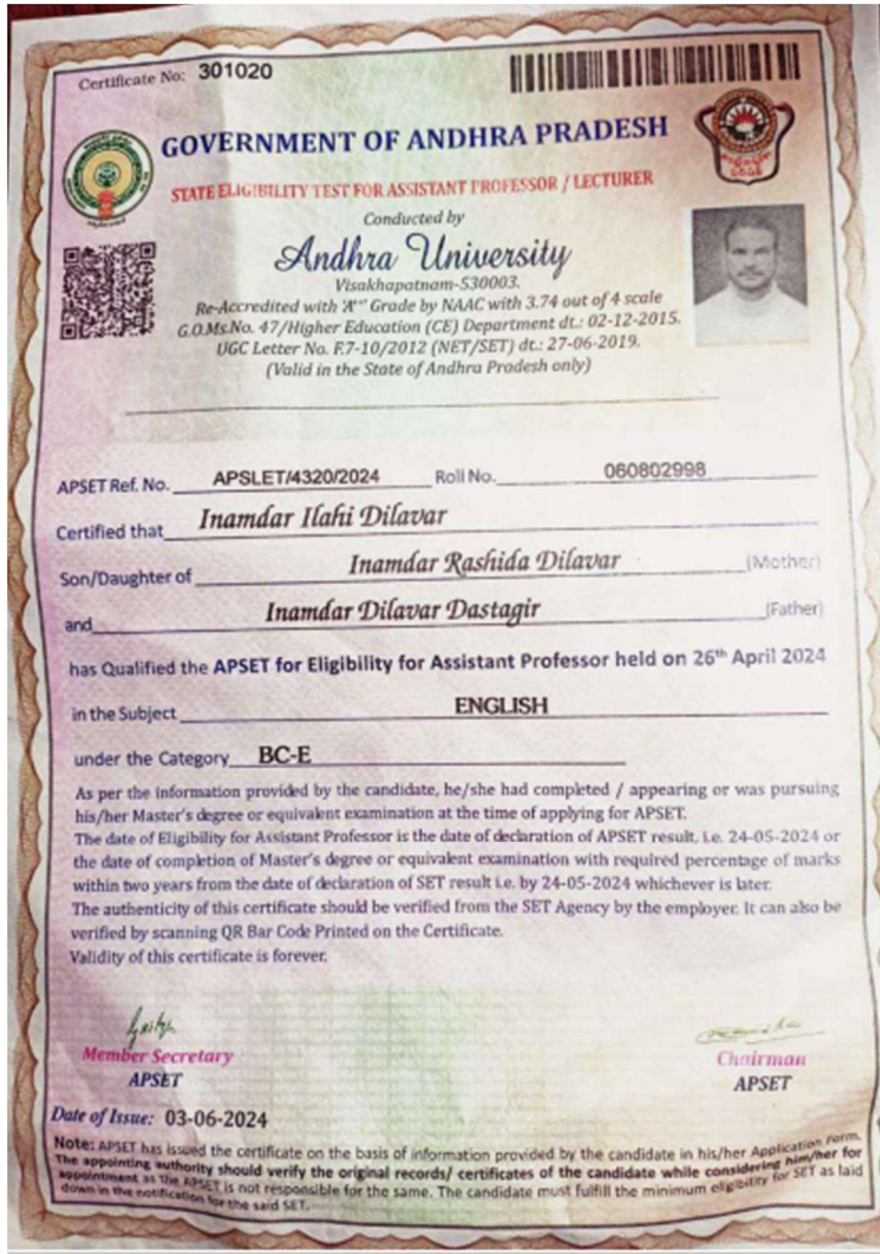 Certificate No: 301020
GOVERNMENT OF ANDHRA PRADESH
STATE ELIGIBILITY TEST FOR ASSISTANT PROFESSOR / LECTURER
Conducted by
Andhra University
Visakhapatnam-530003.
Re-Accredited with 'A++' Grade by NAAC with 3.74 out of 4 scale
G.O.Ms.No. 47/Higher Education (CE) Department dt.: 02-12-2015.
UGC Letter No. F.7-10/2012 (NET/SET) dt.: 27-06-2019.
(Valid in the State of Andhra Pradesh only)
APSET Ref. No. APSLET/4320/2024 Roll No. 060802998
Certified that Inamdar Ilahi Dilavar
Son/Daughter of Inamdar Rashida Dilavar (Mother)
and Inamdar Dilavar Dastagir (Father)
has Qualified the APSET for Eligibility for Assistant Professor held on 26th April 2024
in the Subject ENGLISH
under the Category BC-E
As per the information provided by the candidate, he/she had completed / appearing or was pursuing
his/her Master's degree or equivalent examination at the time of applying for APSET.
The date of Eligibility for Assistant Professor is the date of declaration of APSET result, i.e. 24-05-2024 or
the date of completion of Master's degree or equivalent examination with required percentage of marks
within two years from the date of declaration of SET result i.e. by 24-05-2024 whichever is later.
The authenticity of this certificate should be verified from the SET Agency by the employer. It can also be
verified by scanning QR Bar Code Printed on the Certificate.
Validity of this certificate is forever.
Member Secretary
APSET
Chairman
APSET
Date of Issue: 03-06-2024
Note: APSET has issued the certificate on the basis of information provided by the candidate in his/her Application Form.
The appointing authority should verify the original records/ certificates of the candidate while considering him/her for
appointment as the APSET is not responsible for the same. The candidate must fulfill the minimum eligibility for SET as laid
down in the notification for the said SET.